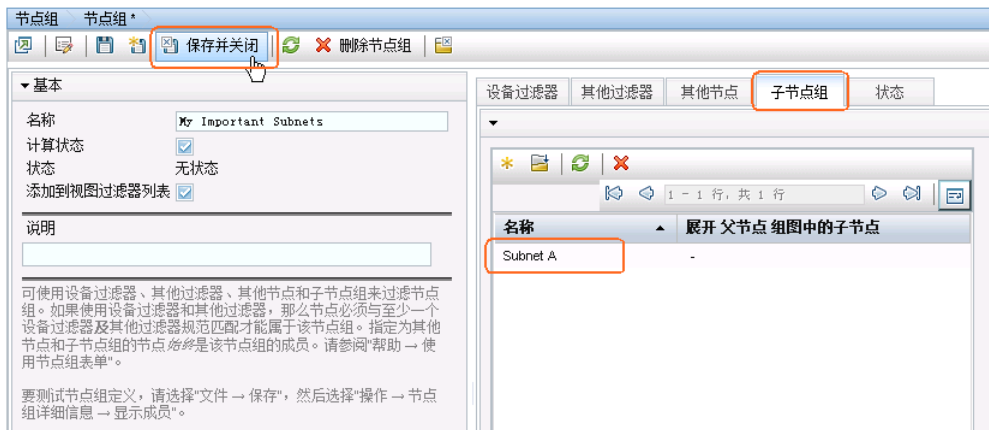 节点组 节点组 *
保存并关闭 删除节点组
基本
名称 My Important Subnets
计算状态
状态 无状态
添加到视图过滤器列表
说明
可使用设备过滤器、其他过滤器、其他节点和子节点组来过滤节点
组。如果使用设备过滤器和其他过滤器，那么节点必须与至少一个
设备过滤器及其他过滤器规范匹配才能属于该节点组。指定为其他
节点和子节点组的节点始终是该节点组的成员。请参阅"帮助 → 使
用节点组表单"。
要测试节点组定义，请选择"文件 → 保存"，然后选择"操作 → 节点
组详细信息 → 显示成员"。
设备过滤器 其他过滤器 其他节点 子节点组 状态
1 - 1 行，共 1 行
名称 展开 父节点 组图中的子节点
Subnet A -